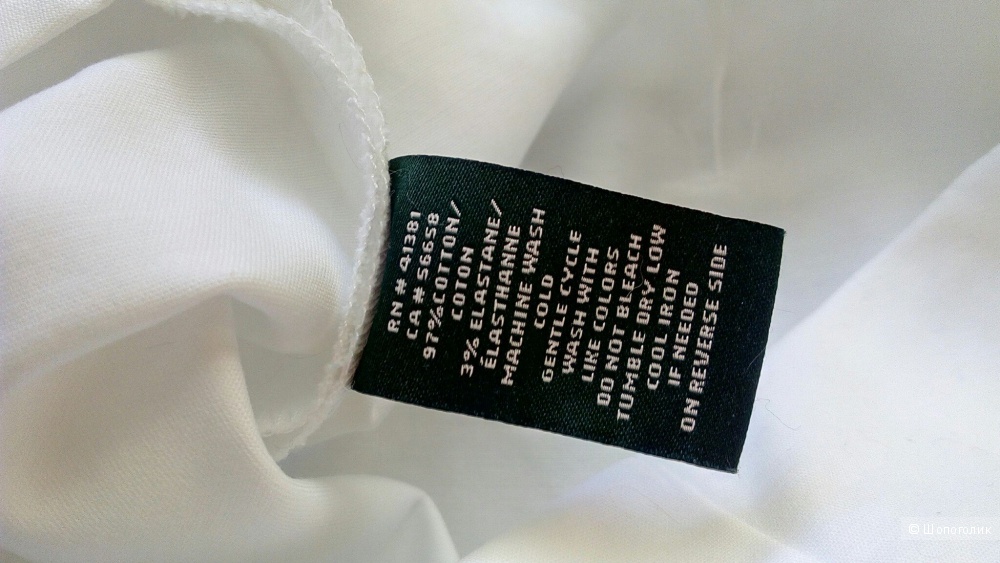 RN # 41381
CA # 56658
97% COTTON/
COTON
3% ELASTANE/
ÉLASTHANNE
MACHINE WASH
COLD
GENTLE CYCLE
WASH WITH
LIKE COLORS
DO NOT BLEACH
TUMBLE DRY LOW
COOL IRON
IF NEEDED
ON REVERSE SIDE
© Шопоголик